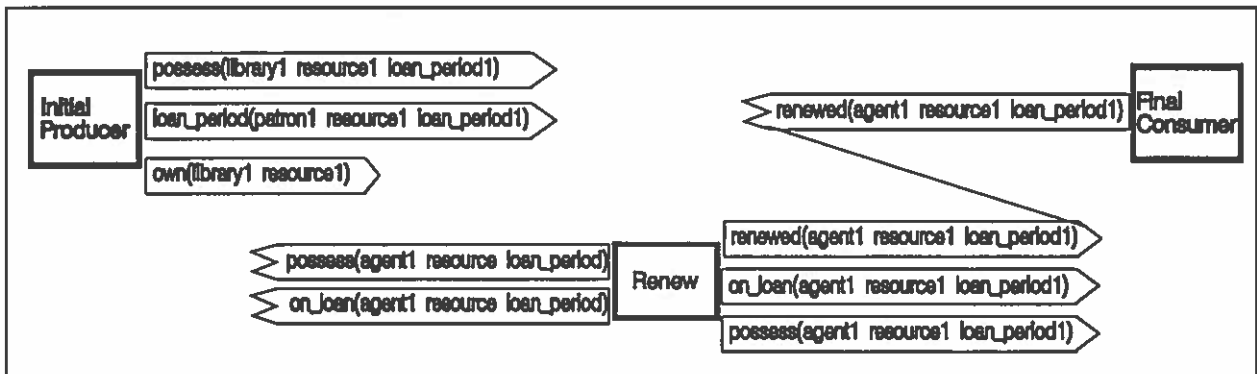 possess(library1 resource1 loan_period1)
Initial
Producer
loan_period(patron1 resource1 loan_period1)
own(library1 resource1)
renewed(agent1 resource1 loan_period1)
Final
Consumer
possess(agent1 resource loan_period)
on_loan(agent1 resource loan_period)
Renew
renewed(agent1 resource1 loan_period1)
on_loan(agent1 resource1 loan_period1)
possess(agent1 resource1 loan_period1)